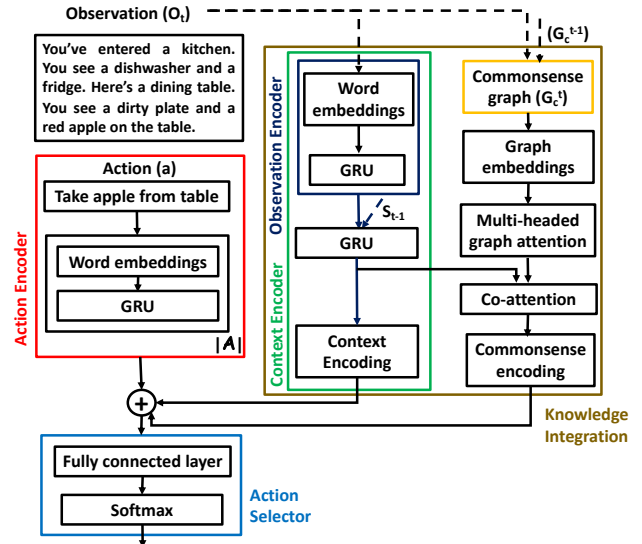 Observation (Oₜ)
(G_c^t-1)
You've entered a kitchen.
You see a dishwasher and a
fridge. Here's a dining table.
You see a dirty plate and a
red apple on the table.
Action Encoder
Action (a)
Take apple from table
Word embeddings
GRU
|A|
Context Encoder
Observation Encoder
Word
embeddings
GRU
S_t-1
GRU
Context
Encoding
Commonsense
graph (G_c^t)
Graph
embeddings
Multi-headed
graph attention
Co-attention
Commonsense
encoding
Knowledge
Integration
+
Fully connected layer
Softmax
Action
Selector